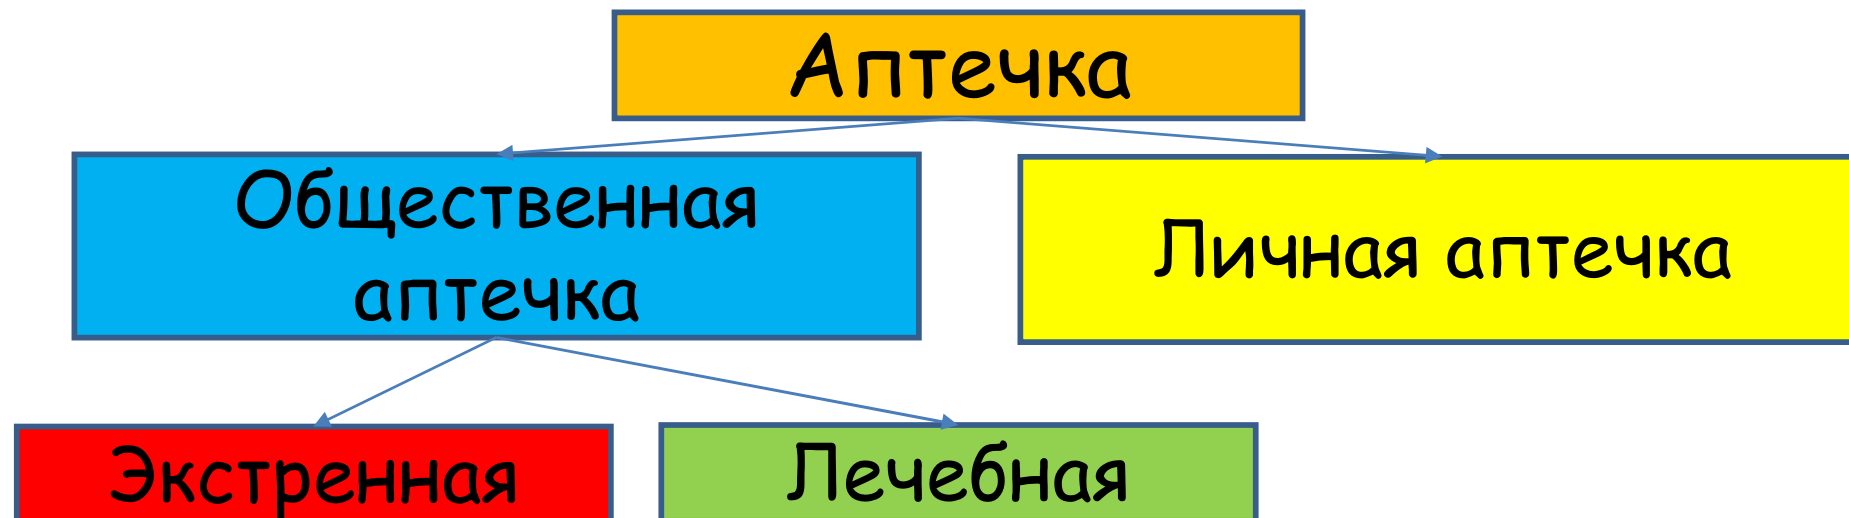 Аптечка
Общественная
аптечка
Личная аптечка
Экстренная
Лечебная